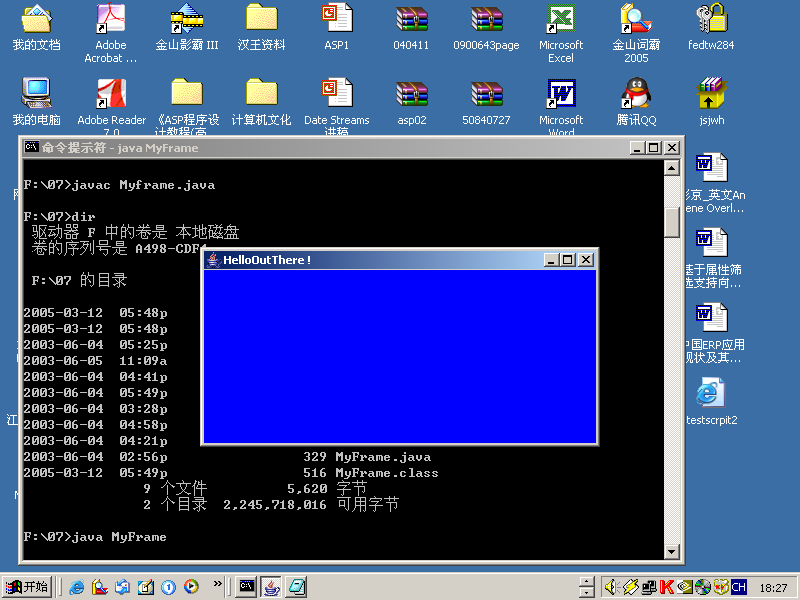 我的文档
Adobe
Acrobat ...
金山影霸 III
汉王资料
ASP1
040411
0900643page
Microsoft
Excel
金山词霸
2005
fedtw284
我的电脑
Adobe Reader
7.0
《ASP程序设
计教程(高
计算机文化
Date Streams
讲稿
asp02
50840727
Microsoft
Word
腾讯QQ
jsjwh
命令提示符 - java MyFrame
F:\07>javac Myframe.java
F:\07>dir
驱动器 F 中的卷是 本地磁盘
卷的序列号是 A498-CDF4
F:\07 的目录
2005-03-12 05:48p
2005-03-12 05:48p
2003-06-04 05:25p
2003-06-05 11:09a
2003-06-04 04:41p
2003-06-04 05:49p
2003-06-04 03:28p
2003-06-04 04:58p
2003-06-04 04:21p
2003-06-04 02:56p 329 MyFrame.java
2005-03-12 05:49p 516 MyFrame.class
9 个文件 5,620 字节
2 个目录 2,245,718,016 可用字节
F:\07>java MyFrame
HelloOutThere!
京_英文An
ene Overl...
基于属性筛
选支持向...
中国ERP应用
现状及其...
testscrpit2
江
开始
CH
18:27